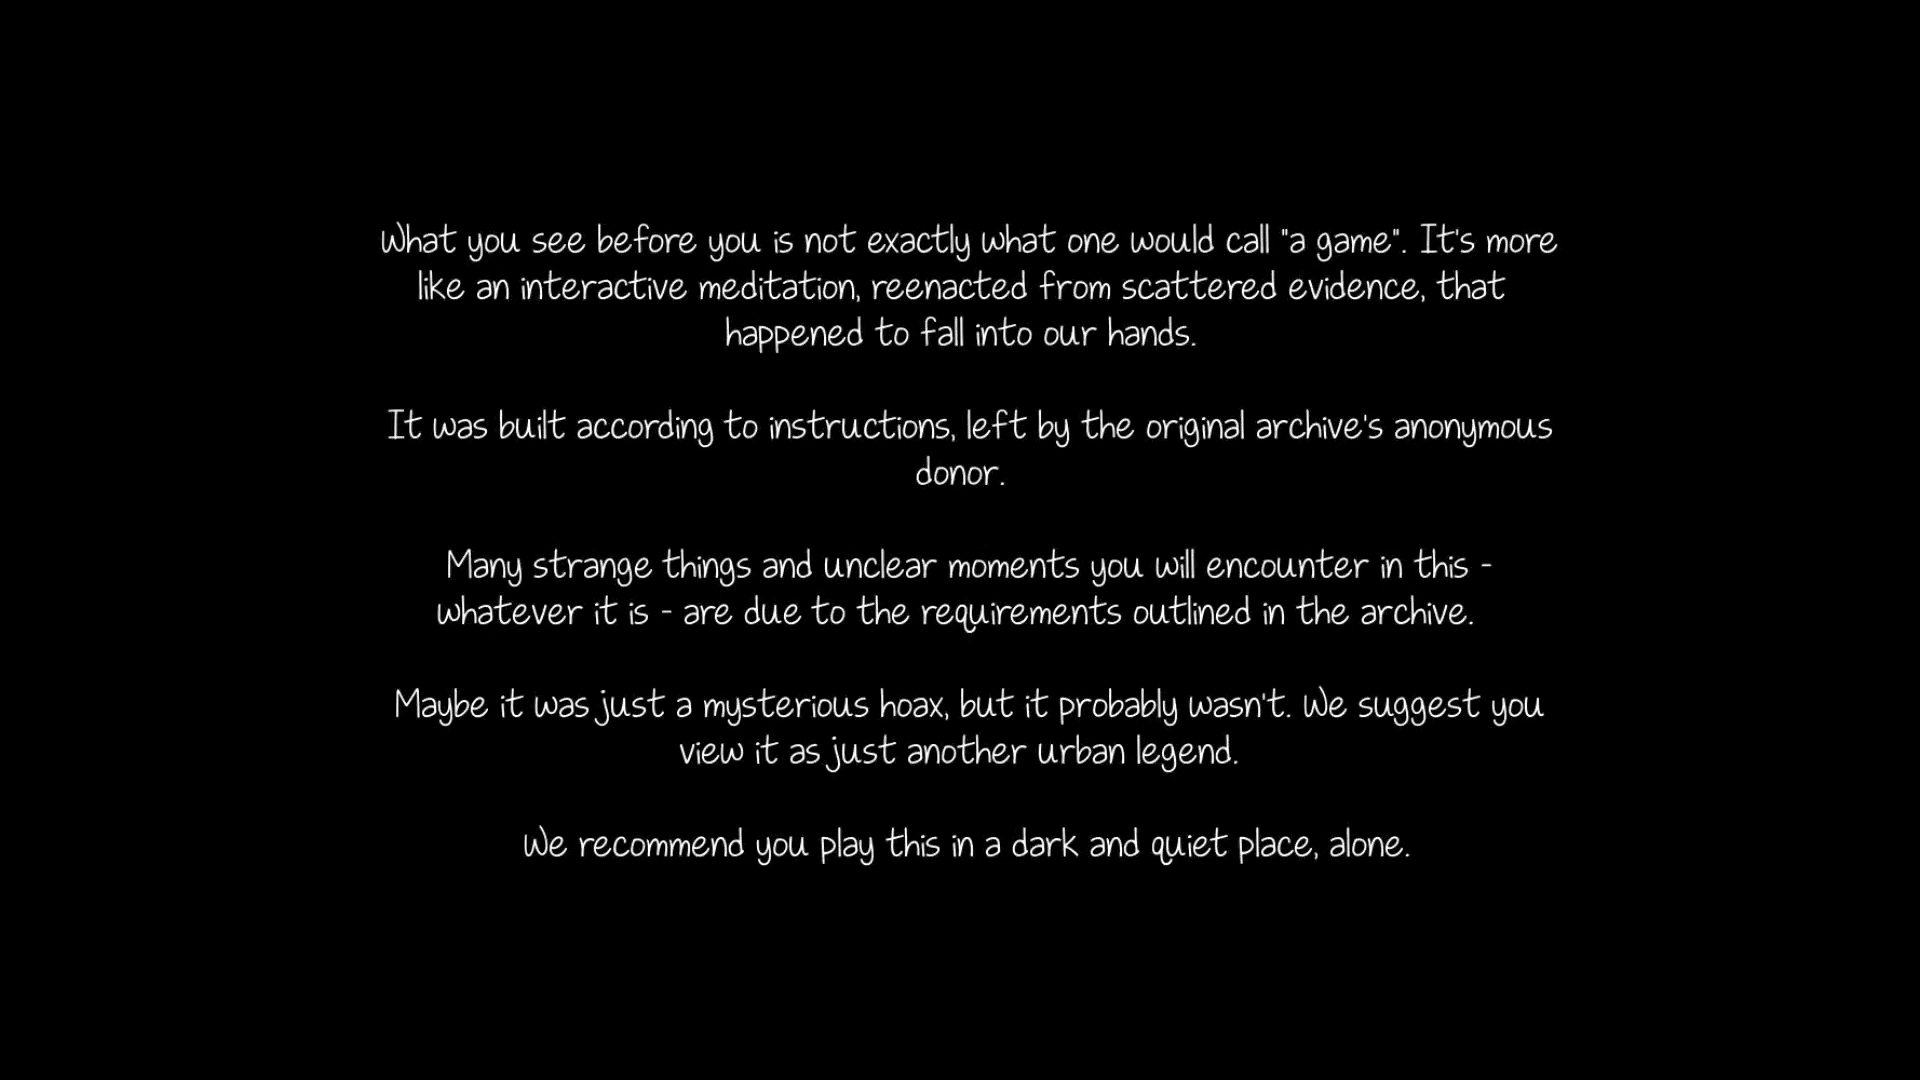 What you see before you is not exactly what one would call "a game". It's more
like an interactive meditation, reenacted from scattered evidence, that
happened to fall into our hands.
It was built according to instructions, left by the original archive's anonymous
donor.
Many strange things and unclear moments you will encounter in this -
whatever it is - are due to the requirements outlined in the archive.
Maybe it was just a mysterious hoax, but it probably wasn't. We suggest you
view it as just another urban legend.
We recommend you play this in a dark and quiet place, alone.